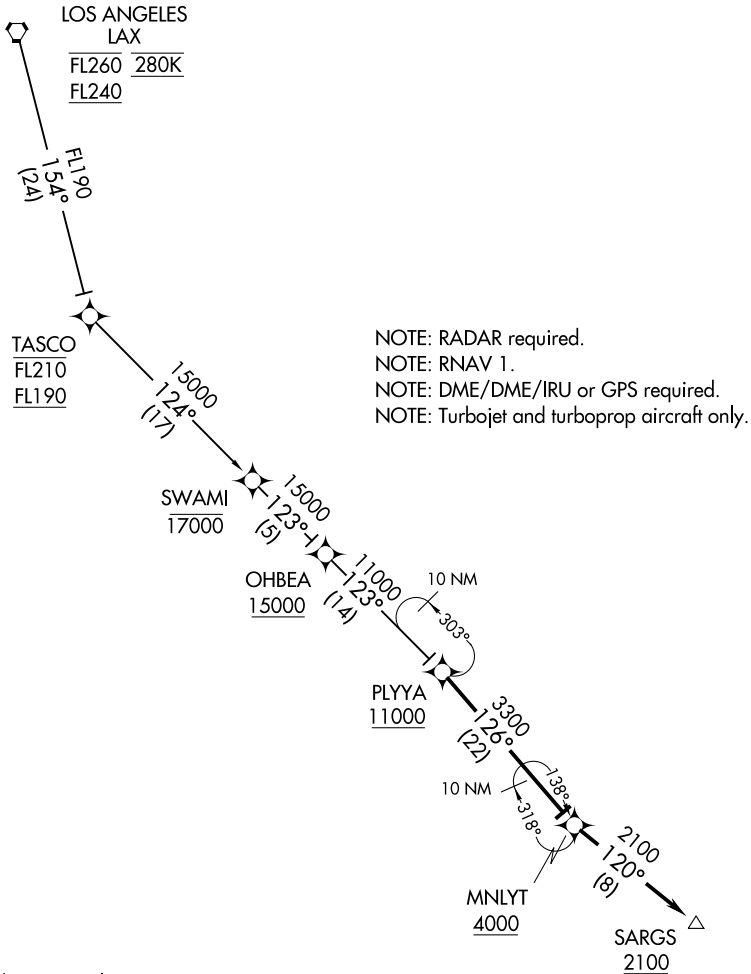 LOS ANGELES
LAX
FL260 280K
FL240
FL190
154°
(24)
TASCO
FL210
FL190
NOTE: RADAR required.
NOTE: RNAV 1.
NOTE: DME/DME/IRU or GPS required.
NOTE: Turbojet and turboprop aircraft only.
15000
124°
(17)
SWAMI
17000
15000
123°
(5)
OHBEA
15000
11000
123°
(14)
10 NM
303°
PLYYA
11000
3300
126°
(22)
10 NM
138°
318°
MNLYT
4000
2100
120°
(8)
SARGS
2100